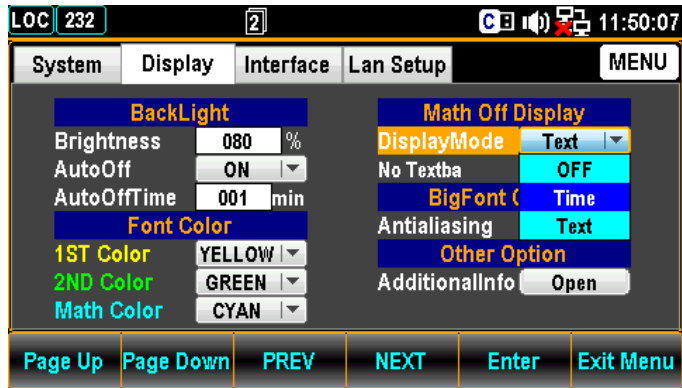 LOC 232 2 C 11:50:07
System Display Interface Lan Setup MENU
BackLight
Brightness 080 %
AutoOff ON
AutoOffTime 001 min
Font Color
1ST Color YELLOW
2ND Color GREEN
Math Color CYAN
Math Off Display
DisplayMode Text
OFF
No Textba
Time
BigFont
Text
Antialiasing
Other Option
AdditionalInfo Open
Page Up Page Down PREV NEXT Enter Exit Menu